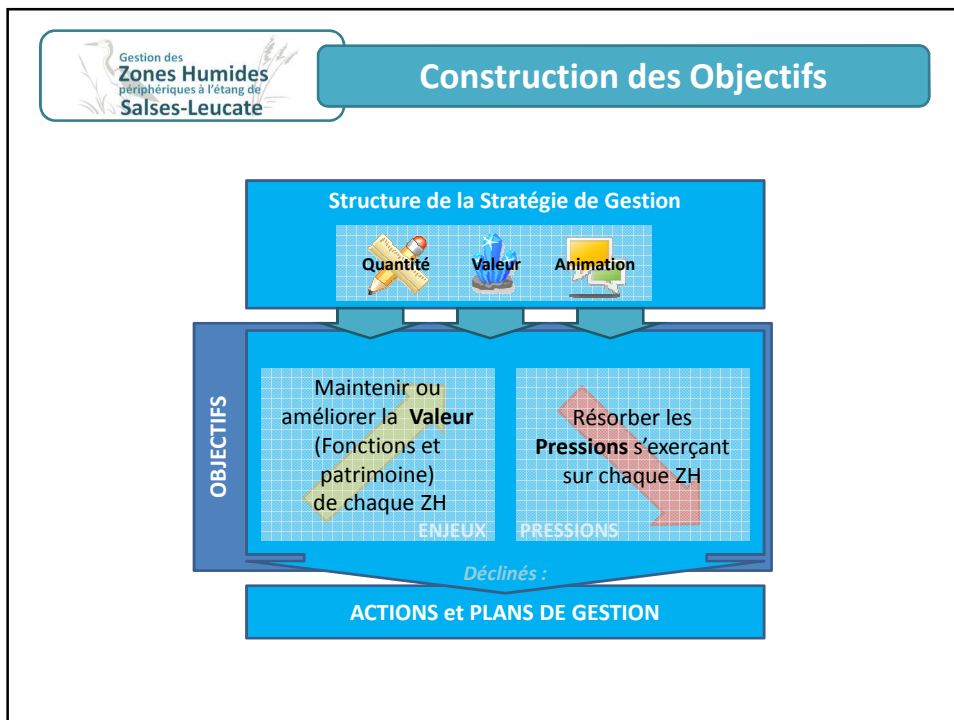 Gestion des
Zones Humides
périphériques à l'étang de
Salses-Leucate
Construction des Objectifs
Structure de la Stratégie de Gestion
Quantité Valeur Animation
OBJECTIFS
Maintenir ou
améliorer la Valeur
(Fonctions et
patrimoine)
de chaque ZH
ENJEUX
Résorber les
Pressions s'exerçant
sur chaque ZH
PRESSIONS
Déclinés :
ACTIONS et PLANS DE GESTION